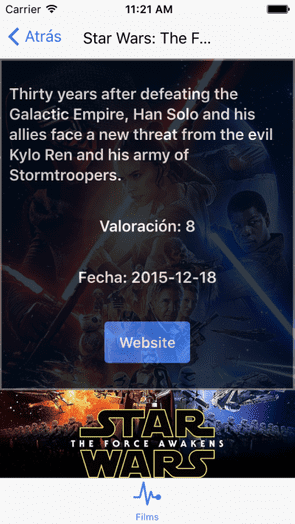 Carrier 11:21 AM
Atrás Star Wars: The F...
Thirty years after defeating the
Galactic Empire, Han Solo and his
allies face a new threat from the evil
Kylo Ren and his army of
Stormtroopers.
Valoración: 8
Fecha: 2015-12-18
Website
STAR
THE FORCE AWAKENS
WARS
Films